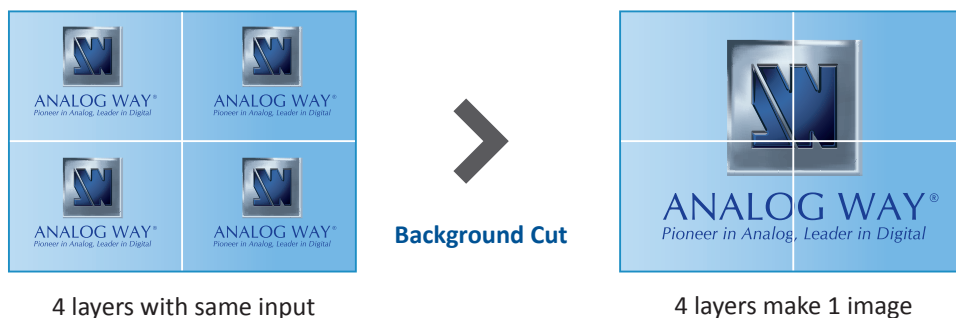 ANALOG WAY® ANALOG WAY®
Pioneer in Analog, Leader in Digital Pioneer in Analog, Leader in Digital
ANALOG WAY® ANALOG WAY®
Pioneer in Analog, Leader in Digital Pioneer in Analog, Leader in Digital
4 layers with same input
Background Cut
ANALOG WAY®
Pioneer in Analog, Leader in Digital
4 layers make 1 image